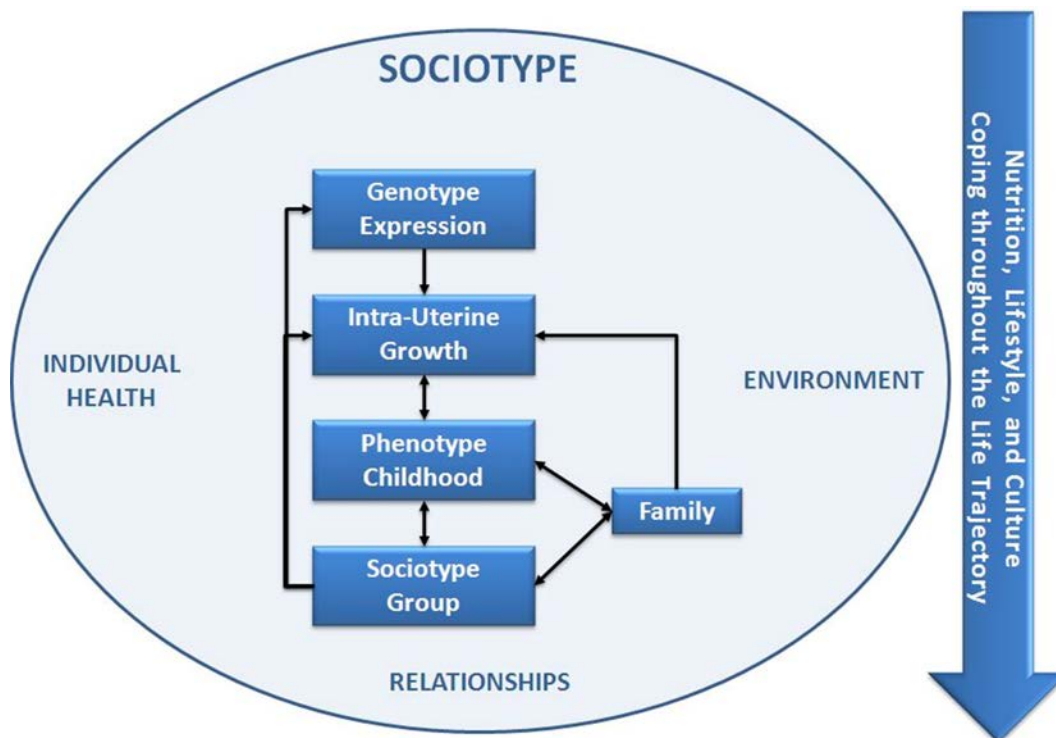 SOCIOTYPE
Genotype
Expression
Intra-Uterine
Growth
INDIVIDUAL
HEALTH
ENVIRONMENT
Phenotype
Childhood
Family
Sociotype
Group
RELATIONSHIPS
Nutrition, Lifestyle, and Culture
Coping throughout the Life Trajectory